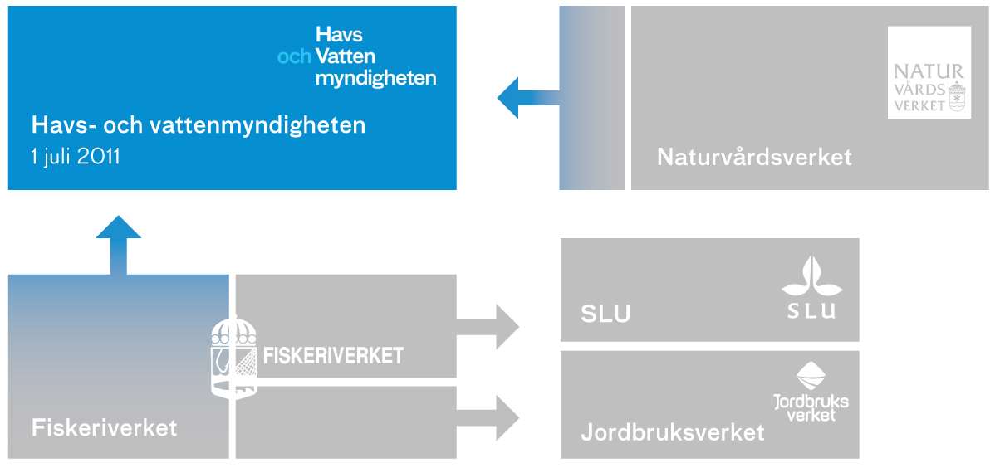 Havs
och Vatten
myndigheten
Havs- och vattenmyndigheten
1 juli 2011
NATUR
VÅRDS
VERKET
Naturvårdsverket
FISKERIVERKET
Fiskeriverket
SLU
SLU
Jordbruks
verket
Jordbruksverket